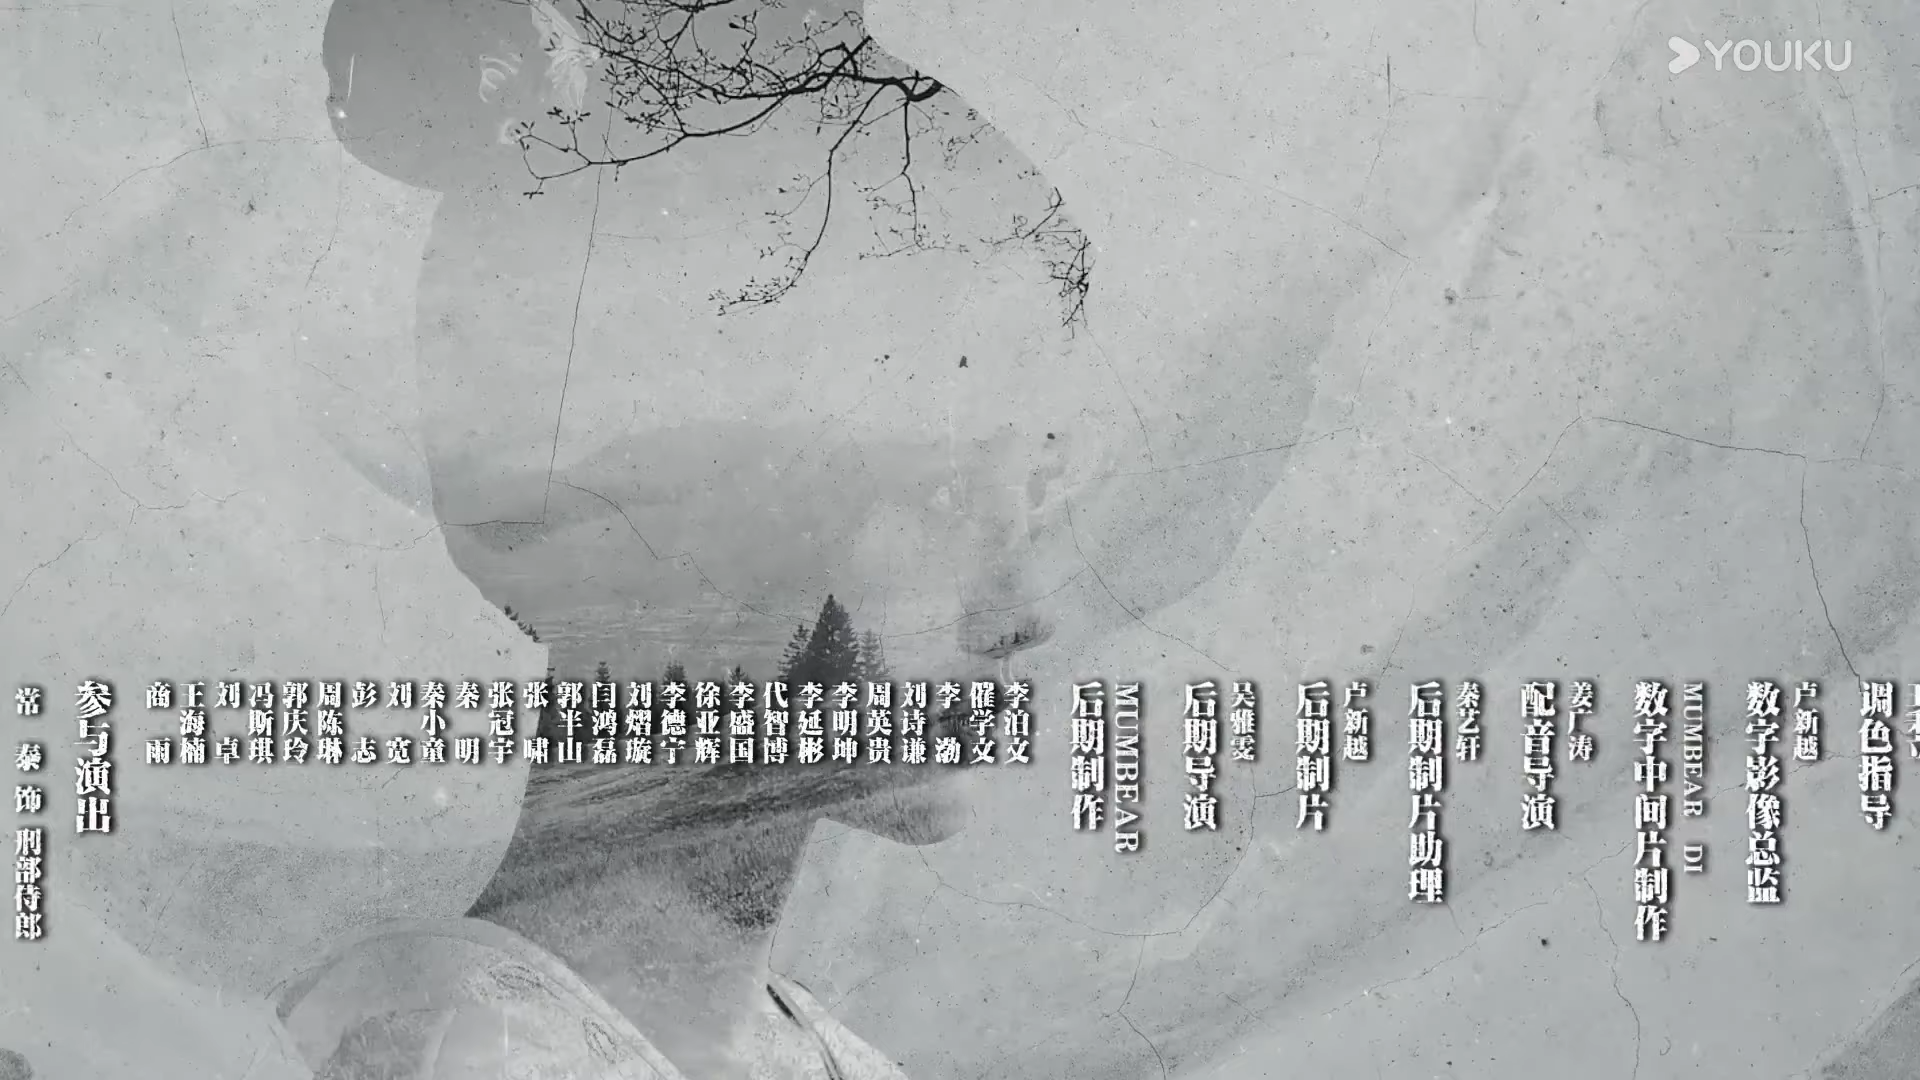 YOUKU
常 泰 饰 刑部侍郎
参与演出
商 雨
王海楠
刘 卓
冯斯琪
郭庆玲
周陈琳
彭 志
刘 宽
秦小童
秦 明
张冠宇
张 啸
郭半山
闫鸿磊
刘熠璇
李德宁
徐亚辉
李盛国
代智博
李延彬
李明坤
周英贵
刘诗谦
李 渤
催学文
李泊文
后期制作
MUMBEAR
后期导演
吴雅雯
后期制片
卢新越
后期制片助理
秦艺轩
配音导演
姜广涛
数字中间片制作
MUMBEAR DI
数字影像总监
卢新越
调色指导